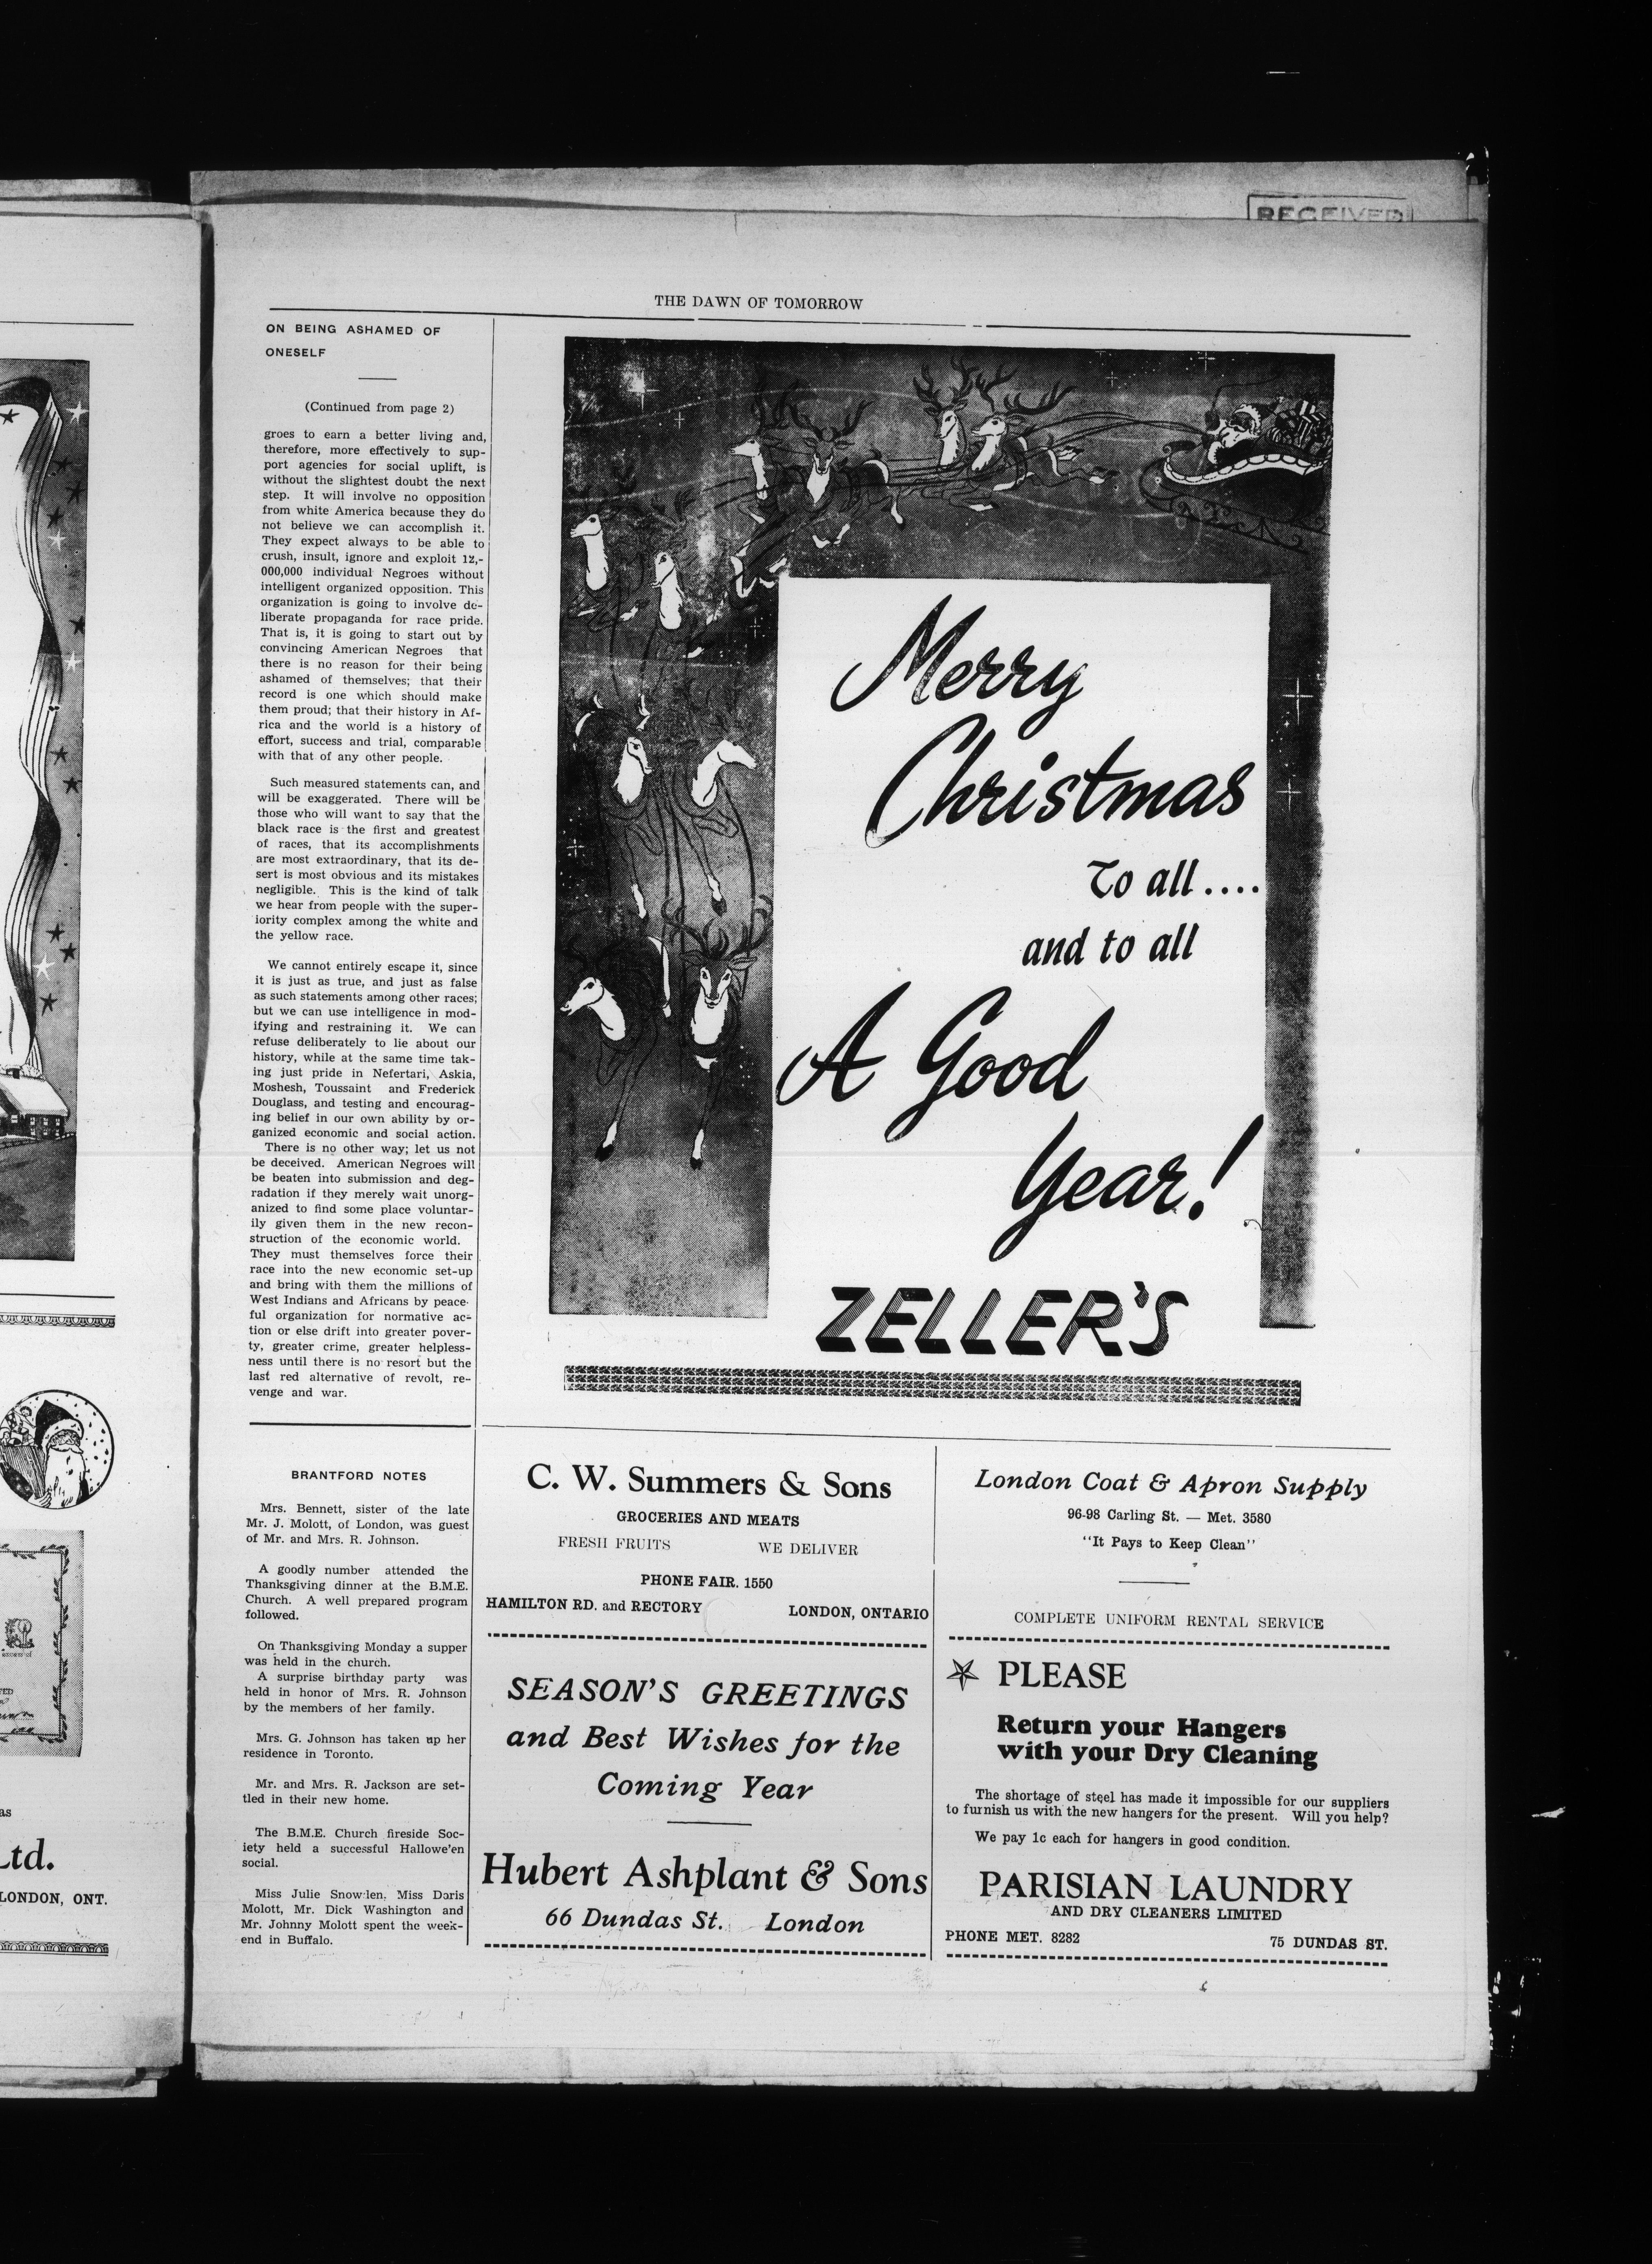 RECEIVED
THE DAWN OF TOMORROW
ON BEING ASHAMED OF
ONESELF
(Continued from page 2)
groes to earn a better living and,
therefore, more effectively to sup-
port agencies for social uplift, is
without the slightest doubt the next
step. It will involve no opposition
from white America because they do
not believe we can accomplish it.
They expect always to be able to
crush, insult, ignore and exploit 12,-
000,000 individual Negroes without
intelligent organized opposition. This
organization is going to involve de-
liberate propaganda for race pride.
That is, it is going to start out by
convincing American Negroes that
there is no reason for their being
ashamed of themselves; that their
record is one which should make
them proud; that their history in Af-
rica and the world is a history of
effort, success and trial, comparable
with that of any other people.
Such measured statements can, and
will be exaggerated. There will be
those who will want to say that the
black race is the first and greatest
of races, that its accomplishments
are most extraordinary, that its de-
sert is most obvious and its mistakes
negligible. This is the kind of talk
we hear from people with the super-
iority complex among the white and
the yellow race.
We cannot entirely escape it, since
it is just as true, and just as false
as such statements among other races;
but we can use intelligence in mod-
ifying and restraining it. We can
refuse deliberately to lie about our
history, while at the same time tak-
ing just pride in Nefertari, Askia,
Moshesh, Toussaint and Frederick
Douglass, and testing and encourag-
ing belief in our own ability by or-
ganized economic and social action.
There is no other way; let us not
be deceived. American Negroes will
be beaten into submission and deg-
radation if they merely wait unorg-
anized to find some place voluntar-
ily given them in the new recon-
struction of the economic world.
They must themselves force their
race into the new economic set-up
and bring with them the millions of
West Indians and Africans by peace-
ful organization for normative ac-
tion or else drift into greater pover-
ty, greater crime, greater helpless-
ness until there is no resort but the
last red alternative of revolt, re-
venge and war.
BRANTFORD NOTES
Mrs. Bennett, sister of the late
Mr. J. Molott, of London, was guest
of Mr. and Mrs. R. Johnson.
A goodly number attended the
Thanksgiving dinner at the B.M.E.
Church. A well prepared program
followed.
On Thanksgiving Monday a supper
was held in the church.
A surprise birthday party was
held in honor of Mrs. R. Johnson
by the members of her family.
Mrs. G. Johnson has taken up her
residence in Toronto.
Mr. and Mrs. R. Jackson are set-
tled in their new home.
The B.M.E. Church fireside Soc-
iety held a successful Hallowe'en
social.
Miss Julie Snowden, Miss Doris
Molott, Mr. Dick Washington and
Mr. Johnny Molott spent the week-
end in Buffalo.
Merry
Christmas
To all....
and to all
A Good
Year!
ZELLER'S
C. W. Summers & Sons
GROCERIES AND MEATS
FRESH FRUITS WE DELIVER
PHONE FAIR. 1550
HAMILTON RD. and RECTORY LONDON, ONTARIO
SEASON'S GREETINGS
and Best Wishes for the
Coming Year
Hubert Ashplant & Sons
66 Dundas St. London
London Coat & Apron Supply
96-98 Carling St. — Met. 3580
"It Pays to Keep Clean"
COMPLETE UNIFORM RENTAL SERVICE
PLEASE
Return your Hangers
with your Dry Cleaning
The shortage of steel has made it impossible for our suppliers
to furnish us with the new hangers for the present. Will you help?
We pay 1c each for hangers in good condition.
PARISIAN LAUNDRY
AND DRY CLEANERS LIMITED
PHONE MET. 8282 75 DUNDAS ST.
as
Ltd.
LONDON, ONT.